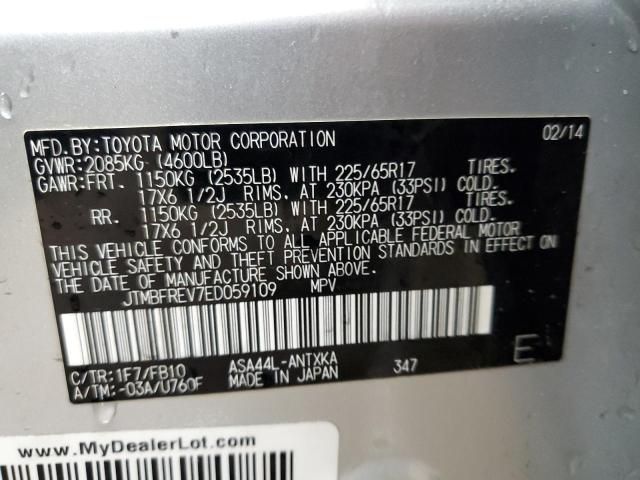 MFD.BY:TOYOTA MOTOR CORPORATION 02/14
GVWR:2085KG (4600LB)
GAWR:FRT. 1150KG (2535LB) WITH 225/65R17 TIRES.
17X6 1/2J RIMS, AT 230KPA (33PSI) COLD.
RR. 1150KG (2535LB) WITH 225/65R17 TIRES.
17X6 1/2J RIMS, AT 230KPA (33PSI) COLD.
THIS VEHICLE CONFORMS TO ALL APPLICABLE FEDERAL MOTOR
VEHICLE SAFETY AND THEFT PREVENTION STANDARDS IN EFFECT ON
THE DATE OF MANUFACTURE SHOWN ABOVE.
JTMBFREV7ED059109 MPV
C/TR:1F7/FB10 ASA44L-ANTXKA 347 E
A/TM:-03A/U760F MADE IN JAPAN
www.MyDealerLot.com